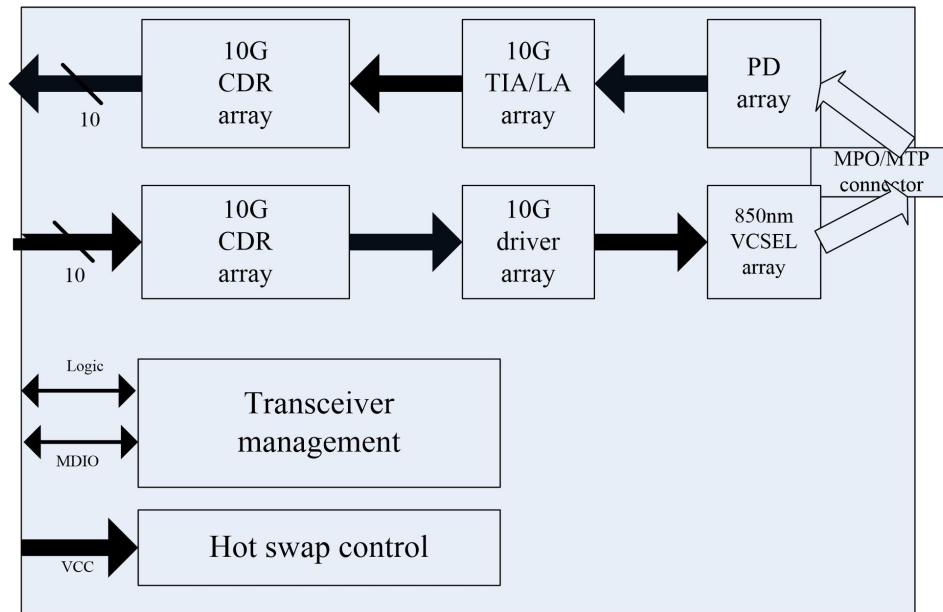 10G
CDR
array
10G
TIA/LA
array
PD
array
10
MPO/MTP
connector
10G
CDR
array
10G
driver
array
850nm
VCSEL
array
10
Logic
Transceiver
management
MDIO
Hot swap control
VCC